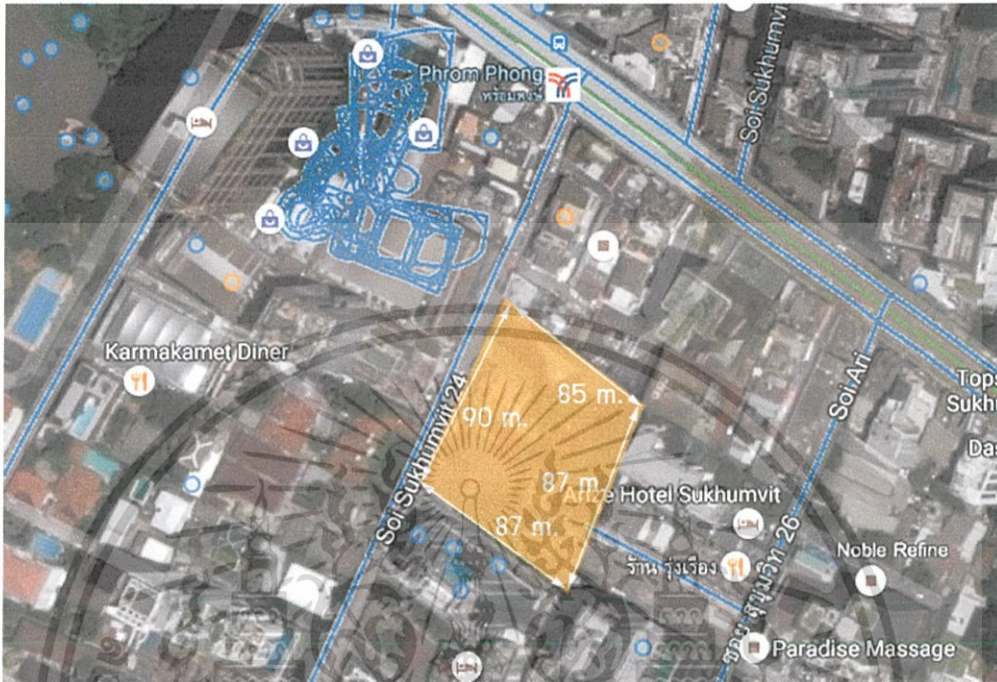 Phrom Phong
พร้อมพงษ์
Soi Sukhumvi
Karmakamet Diner
Soi Sukhumvit 24
90 m.
85 m.
87 m.
87 m.
Soi Ari
Tops
Sukhu
Das
Hotel Sukhumvit
ร้าน รุ่งเรือง
ซอย สุขุมวิท 26
Noble Refine
Paradise Massage